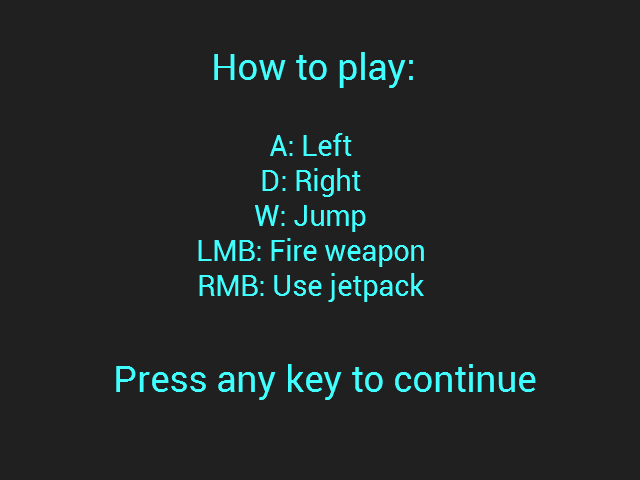 How to play:
A: Left
D: Right
W: Jump
LMB: Fire weapon
RMB: Use jetpack
Press any key to continue